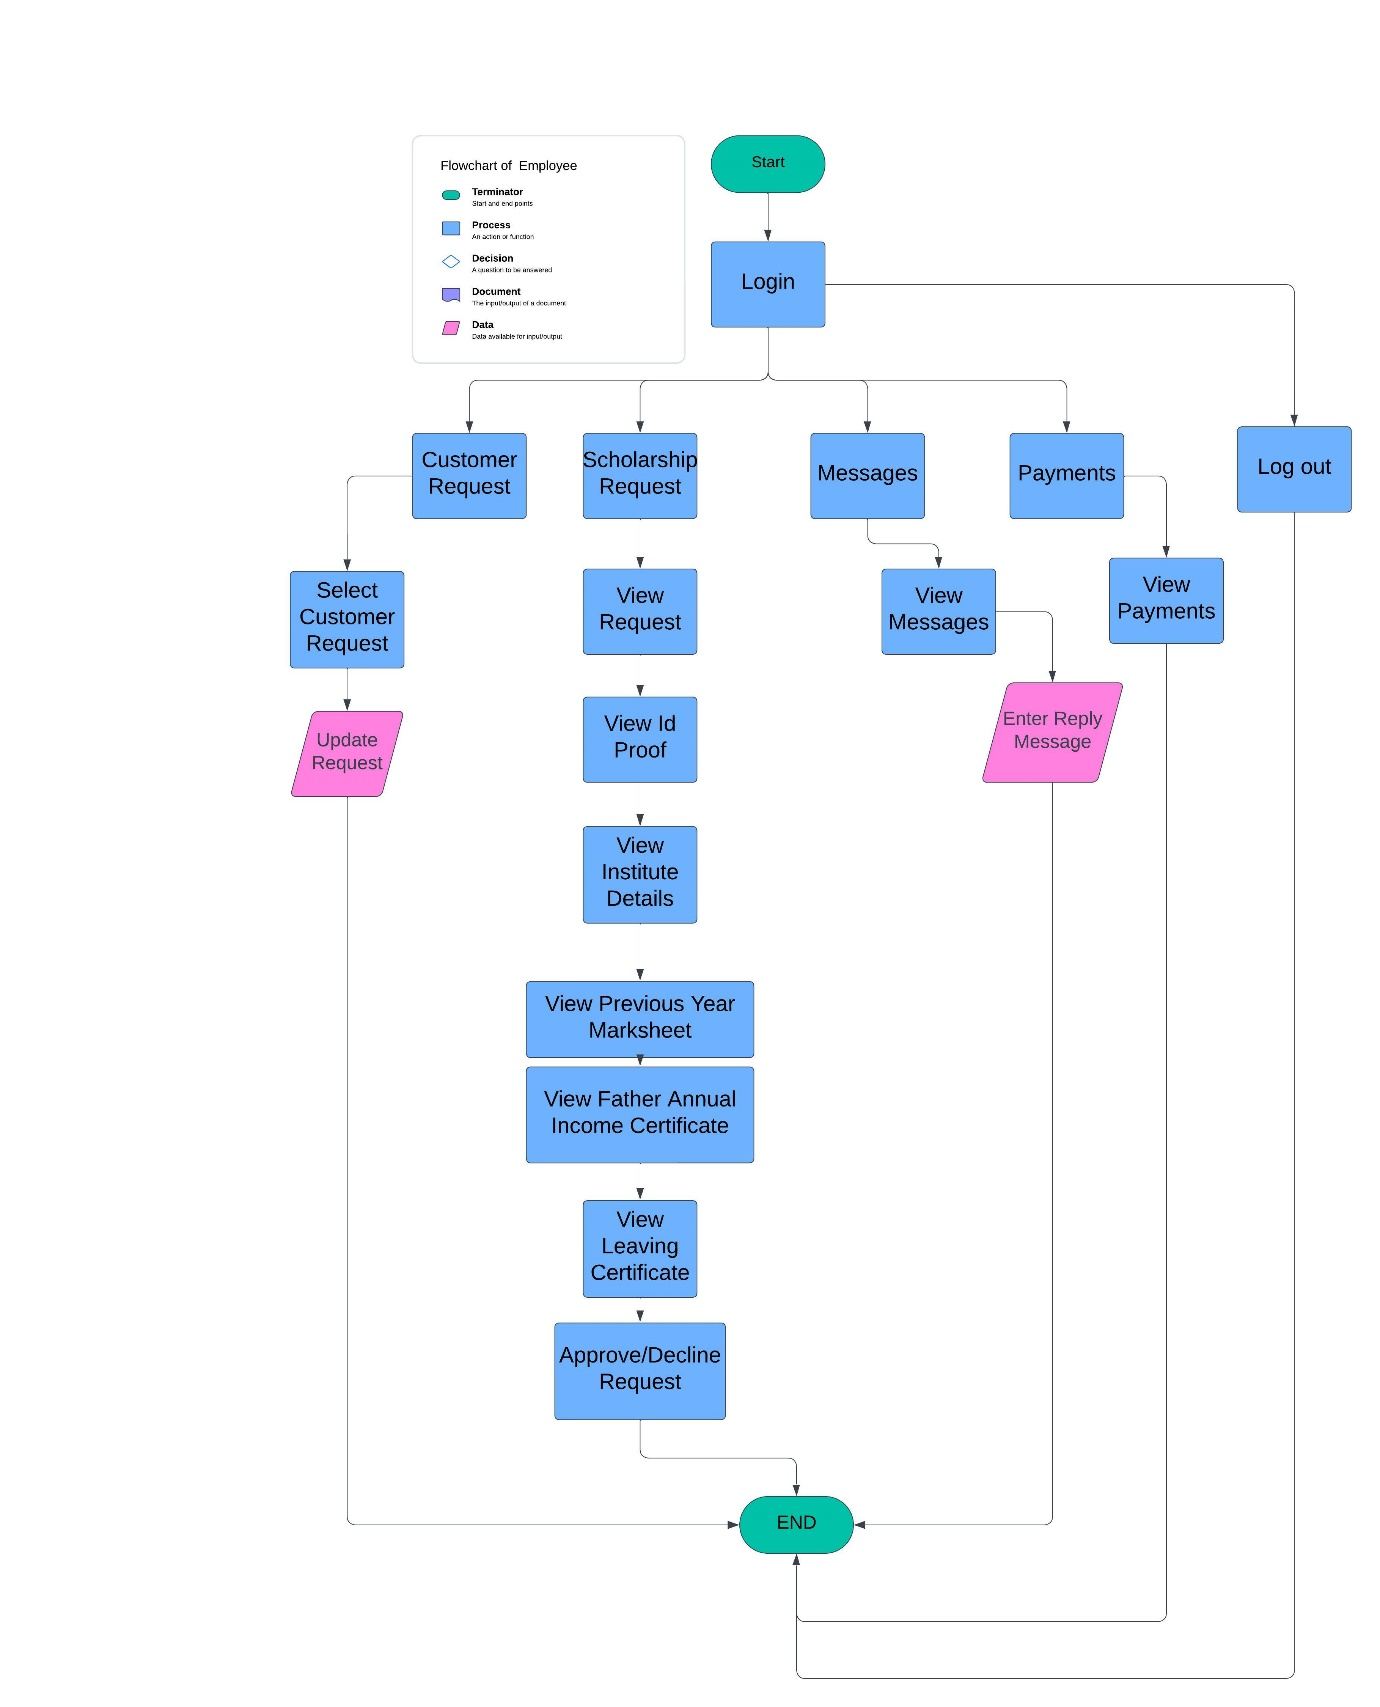 Flowchart of  Employee
Terminator
Start and end points
Process
An action or function
Decision
A question to be answered
Document
The input/output of a document
Data
Data available for input/output
Start
Login
Customer
Request
Scholarship
Request
Messages
Payments
Log out
Select
Customer
Request
View
Request
View
Messages
View
Payments
Update
Request
View Id
Proof
Enter Reply
Message
View
Institute
Details
View Previous Year
Marksheet
View Father Annual
Income Certificate
View
Leaving
Certificate
Approve/Decline
Request
END